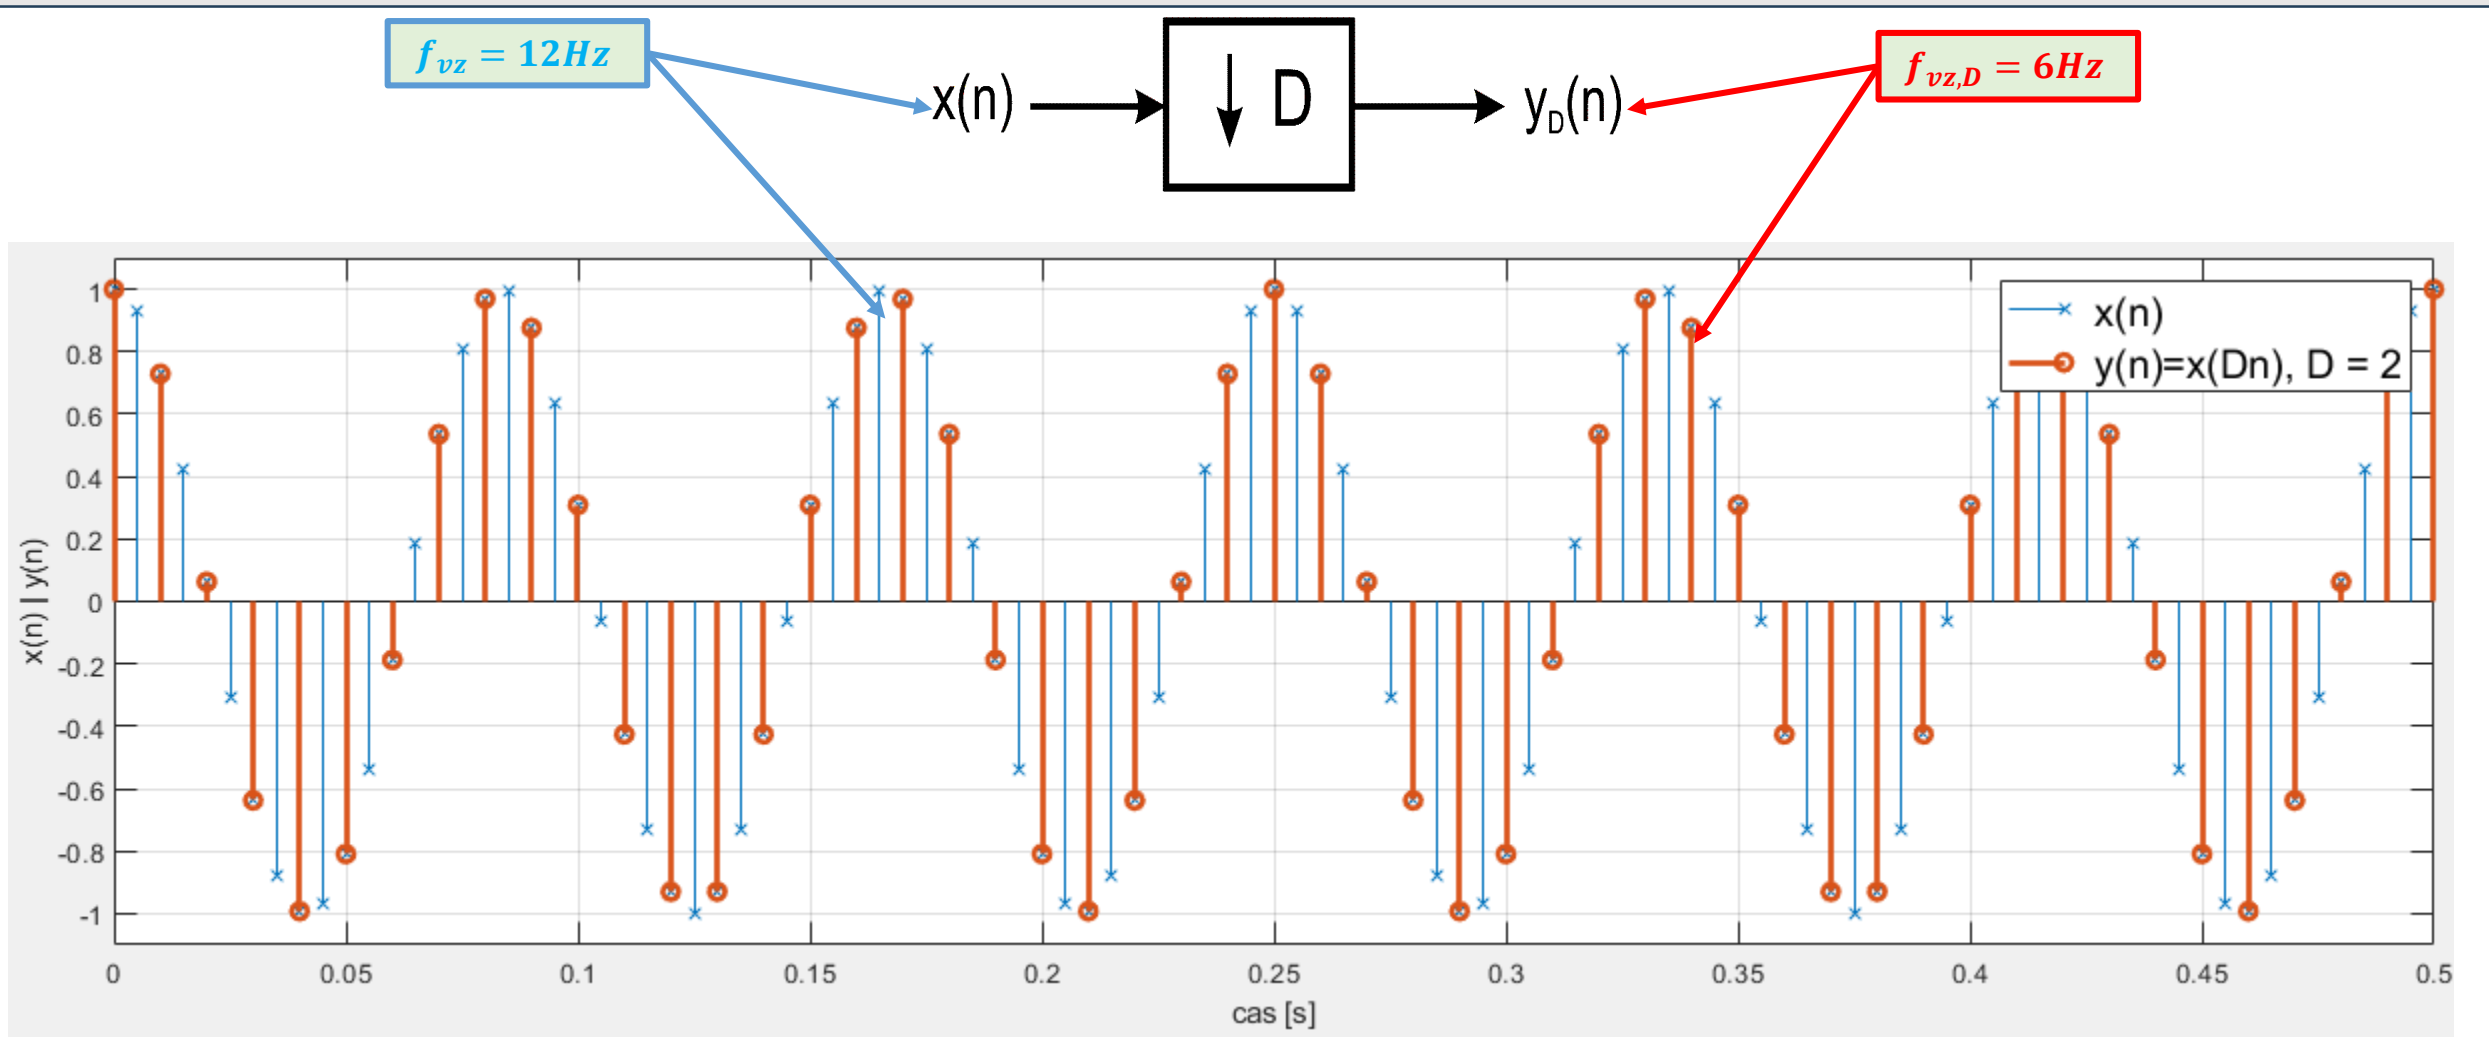 f_vz = 12Hz
x(n)
↓ D
y_D(n)
f_vz,D = 6Hz
x(n)
y(n)=x(Dn), D = 2
x(n) | y(n)
1
0.8
0.6
0.4
0.2
0
-0.2
-0.4
-0.6
-0.8
-1
0 0.05 0.1 0.15 0.2 0.25 0.3 0.35 0.4 0.45 0.5
cas [s]